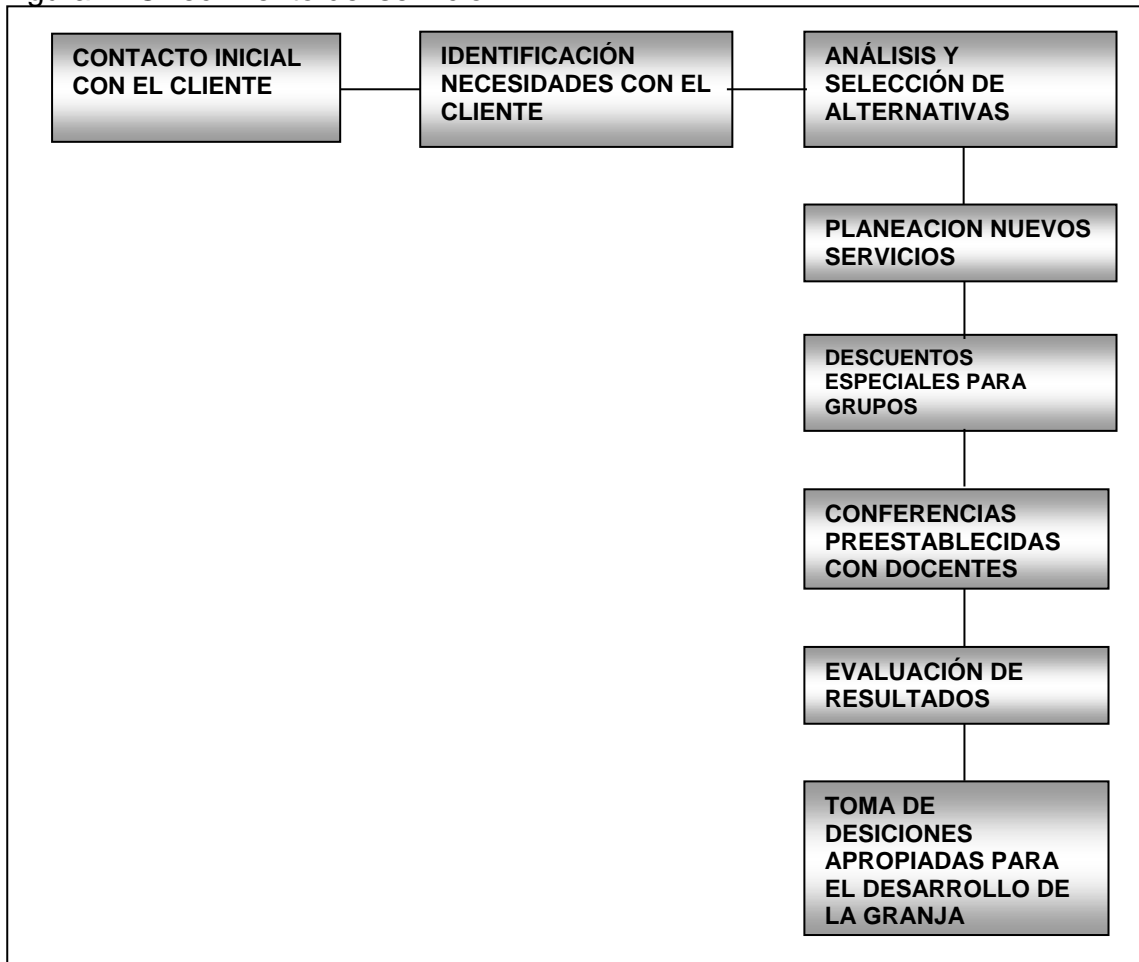 CONTACTO INICIAL
CON EL CLIENTE
IDENTIFICACIÓN
NECESIDADES CON EL
CLIENTE
ANÁLISIS Y
SELECCIÓN DE
ALTERNATIVAS
PLANEACION NUEVOS
SERVICIOS
DESCUENTOS
ESPECIALES PARA
GRUPOS
CONFERENCIAS
PREESTABLECIDAS
CON DOCENTES
EVALUACIÓN DE
RESULTADOS
TOMA DE
DESICIONES
APROPIADAS PARA
EL DESARROLLO DE
LA GRANJA